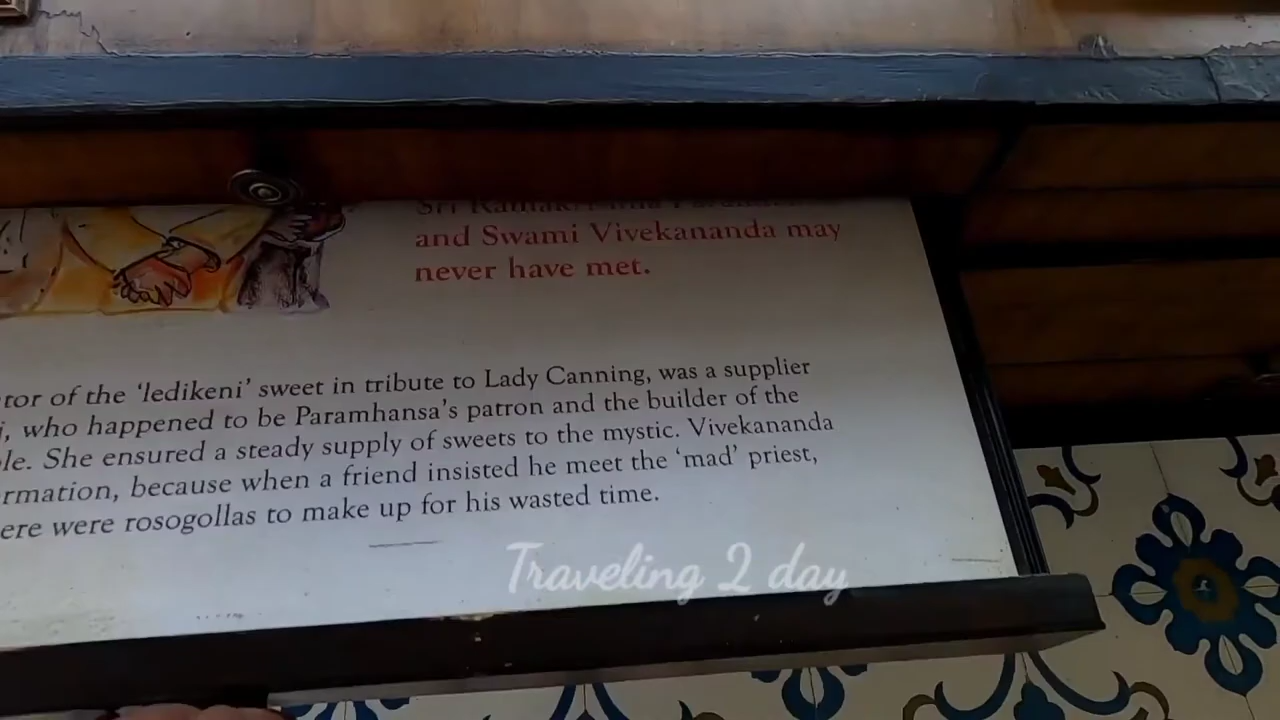 Sri Ramakrishna
and Swami Vivekananda may
never have met.
tor of the ‘ledikeni’ sweet in tribute to Lady Canning, was a supplier
i, who happened to be Paramhansa’s patron and the builder of the
ple. She ensured a steady supply of sweets to the mystic. Vivekananda
rmation, because when a friend insisted he meet the ‘mad’ priest,
ere were rosogollas to make up for his wasted time.
Traveling 2 day